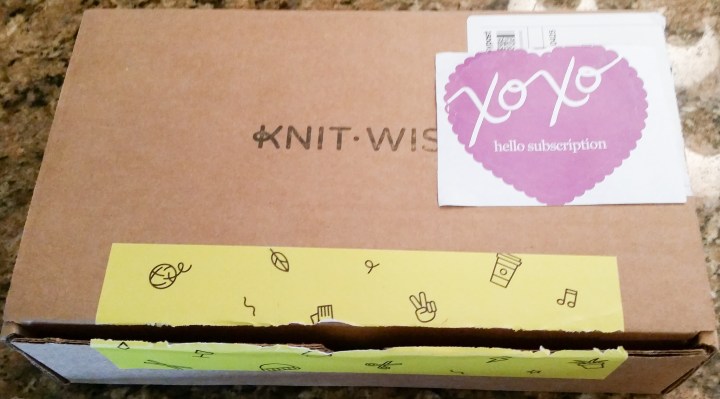 XOXO
hello subscription
KNIT·WIS